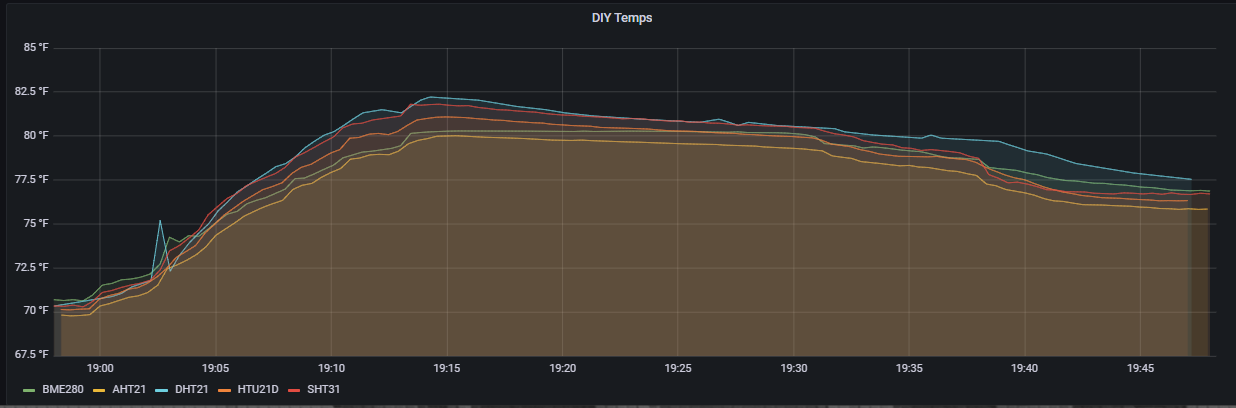 DIY Temps
85 °F
82.5 °F
80 °F
77.5 °F
75 °F
72.5 °F
70 °F
67.5 °F
19:00 19:05 19:10 19:15 19:20 19:25 19:30 19:35 19:40 19:45
BME280 AHT21 DHT21 HTU21D SHT31